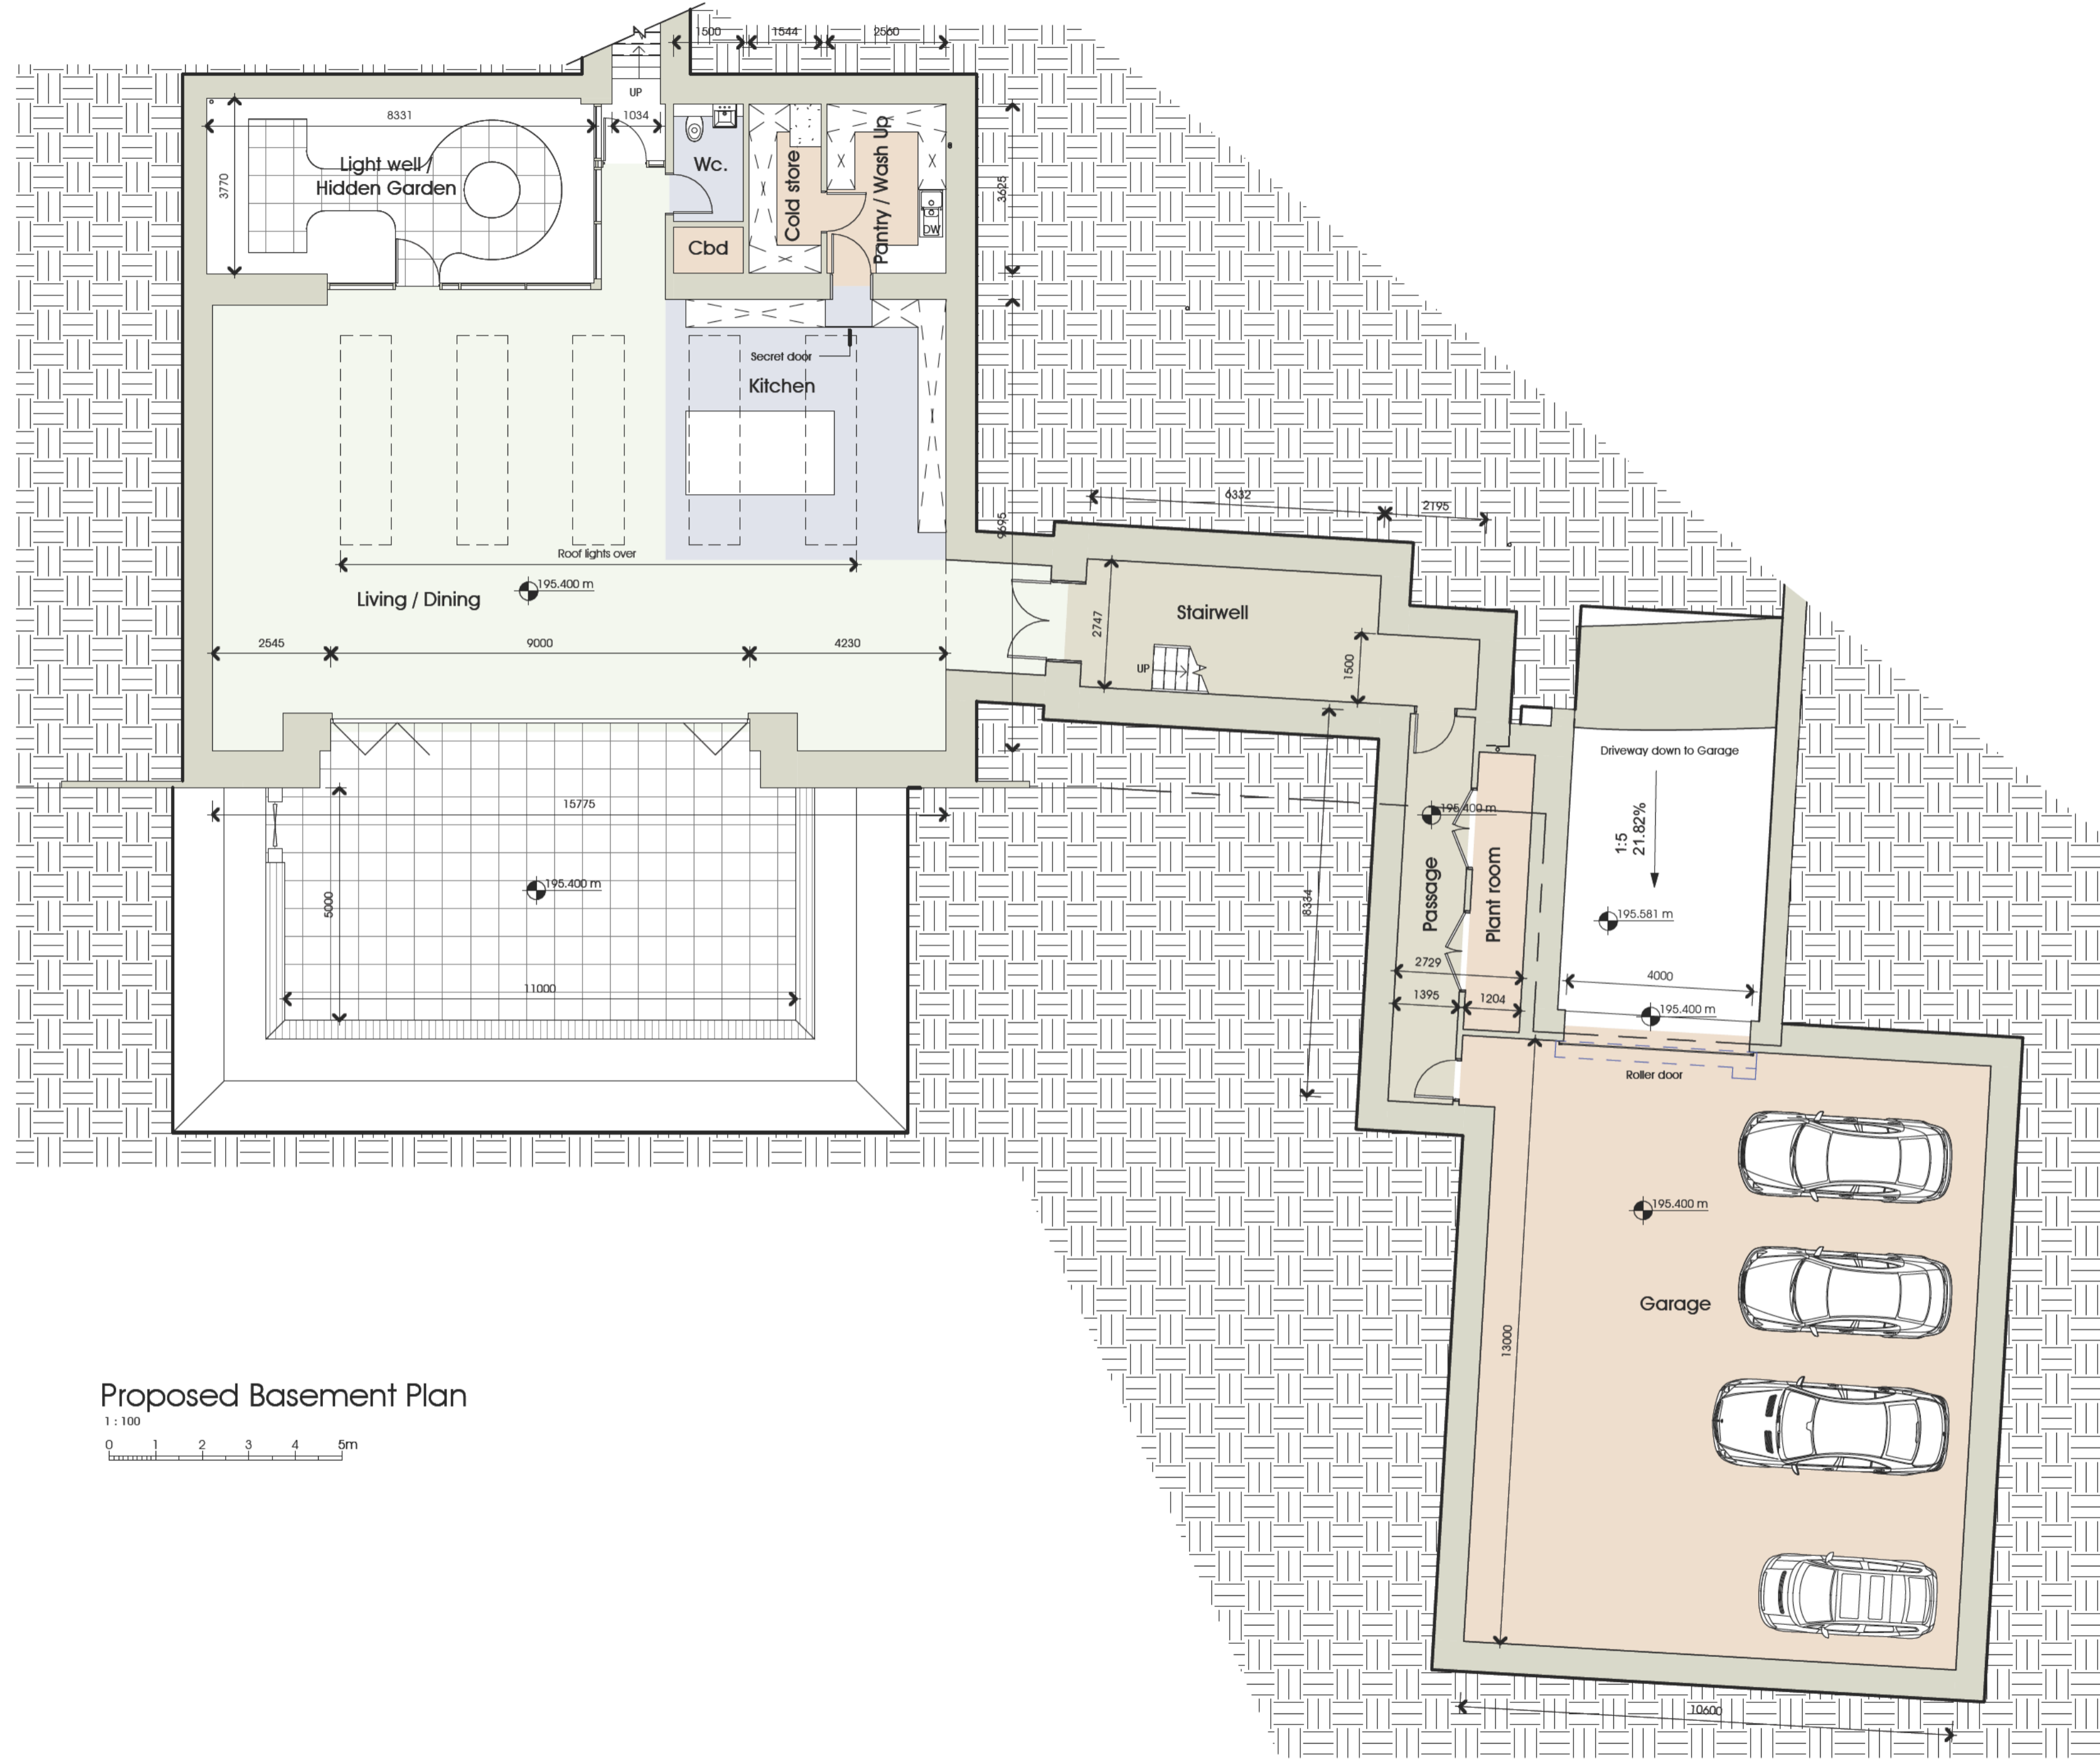 1500
1544
2560
UP
8331
1034
Light well /
Hidden Garden
3770
Wc.
Cold store
Pantry / Wash Up
3625
DW
Cbd
Secret door
Kitchen
6332
2195
9695
Roof lights over
195.400 m
Living / Dining
Stairwell
2747
UP
1500
2545
9000
4230
Driveway down to Garage
15775
195.400 m
1:5
21.82%
195.400 m
5000
8334
Passage
Plant room
195.581 m
2729
4000
11000
1395
1204
195.400 m
Roller door
195.400 m
Garage
13000
Proposed Basement Plan
1 : 100
0 1 2 3 4 5m
10600